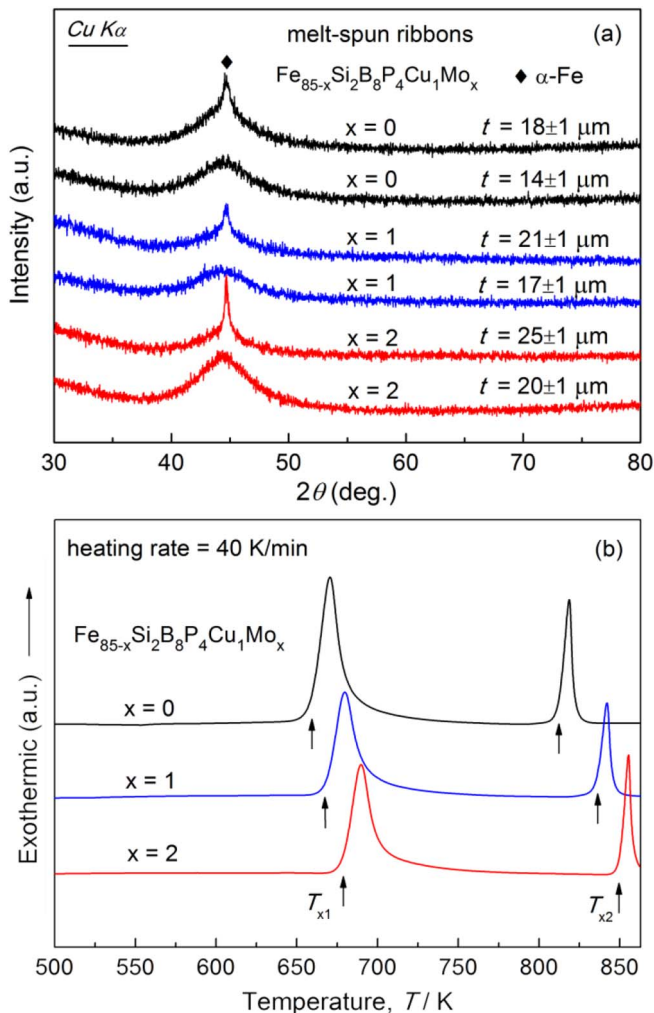 Cu Kα melt-spun ribbons (a)
Fe85-xSi2B8P4Cu1Mox ♦ α-Fe
♦
x = 0 t = 18±1 μm
x = 0 t = 14±1 μm
x = 1 t = 21±1 μm
x = 1 t = 17±1 μm
x = 2 t = 25±1 μm
x = 2 t = 20±1 μm
Intensity (a.u.)
30 40 50 60 70 80
2θ (deg.)
heating rate = 40 K/min (b)
Fe85-xSi2B8P4Cu1Mox
x = 0
x = 1
x = 2
Tx1 Tx2
Exothermic (a.u.)
500 550 600 650 700 750 800 850
Temperature, T / K